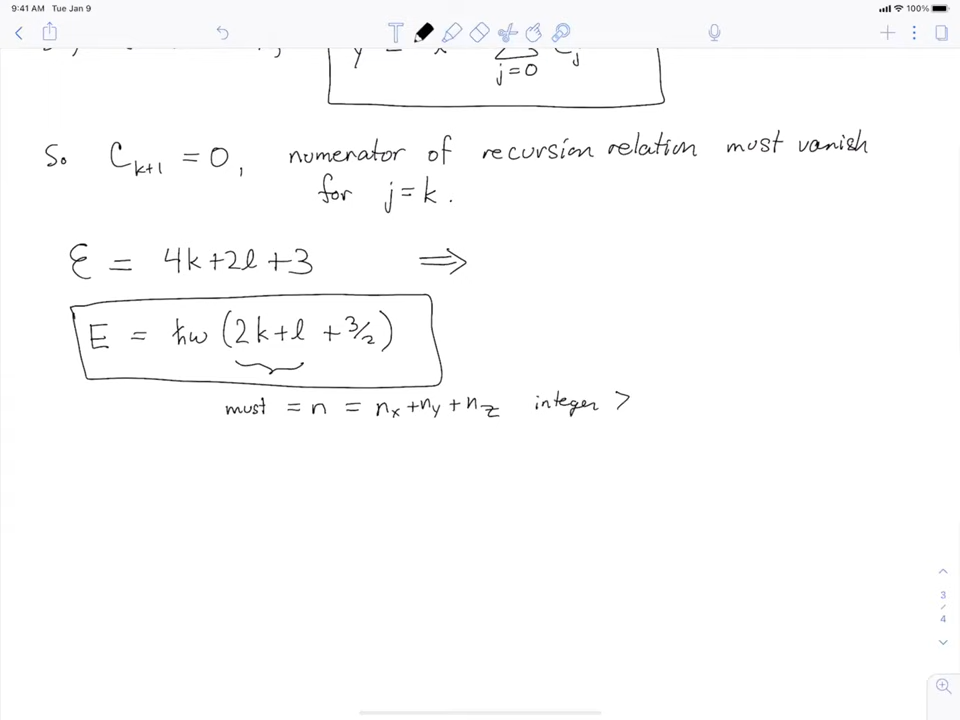 9:41 AM Tue Jan 9 100%
T
y = x
j=0
So C_{k+1} = 0, numerator of recursion relation must vanish
for j = k.
ℰ = 4k+2l+3 ⇒
E = ħω (2k+l+3/2)
must = n = n_x+n_y+n_z integer >
3
/
4